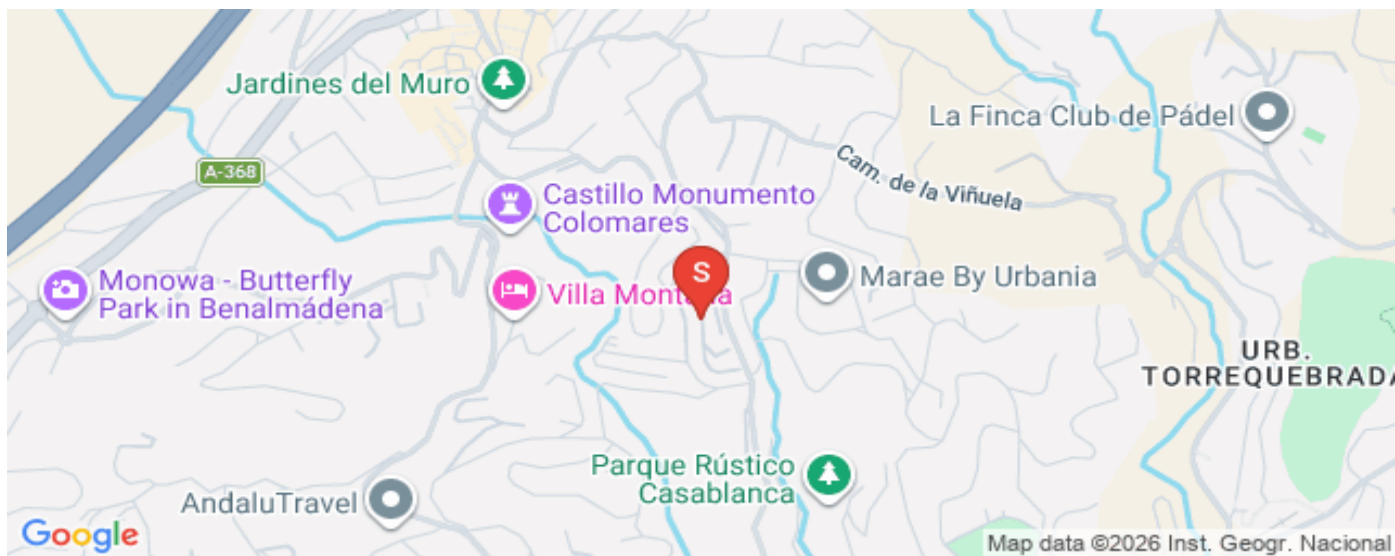 Jardines del Muro
La Finca Club de Pádel
A-368
Cam. de la Viñuela
Castillo Monumento
Colomares
S
Monowa - Butterfly
Park in Benalmádena
Villa Montaña
Marae By Urbania
URB.
TORREQUEBRADA
Parque Rústico
Casablanca
AndaluTravel
Google
Map data ©2026 Inst. Geogr. Nacional